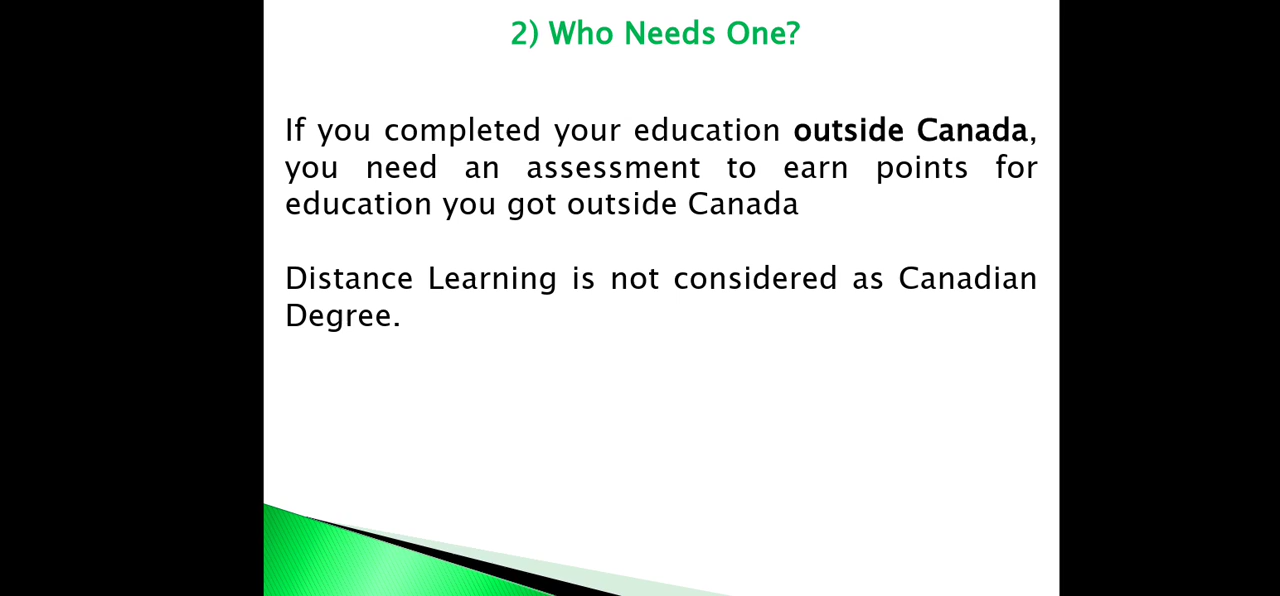 2) Who Needs One?
If you completed your education outside Canada,
you need an assessment to earn points for
education you got outside Canada
Distance Learning is not considered as Canadian
Degree.